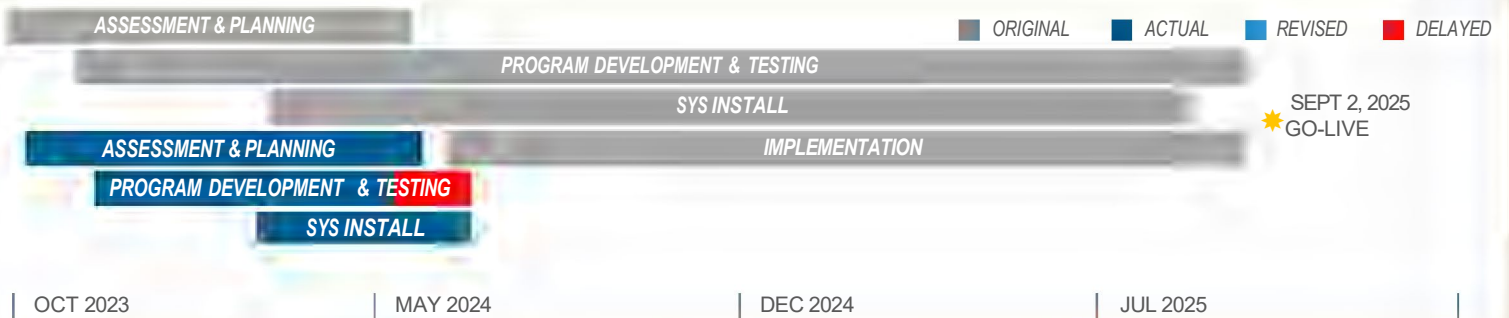 ASSESSMENT & PLANNING
ORIGINAL
ACTUAL
REVISED
DELAYED
PROGRAM DEVELOPMENT & TESTING
SYS INSTALL
SEPT 2, 2025
GO-LIVE
ASSESSMENT & PLANNING
IMPLEMENTATION
PROGRAM DEVELOPMENT & TESTING
SYS INSTALL
OCT 2023
MAY 2024
DEC 2024
JUL 2025